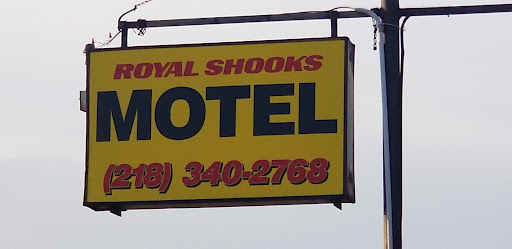 ROYAL SHOOKS
MOTEL
(218) 340-2768